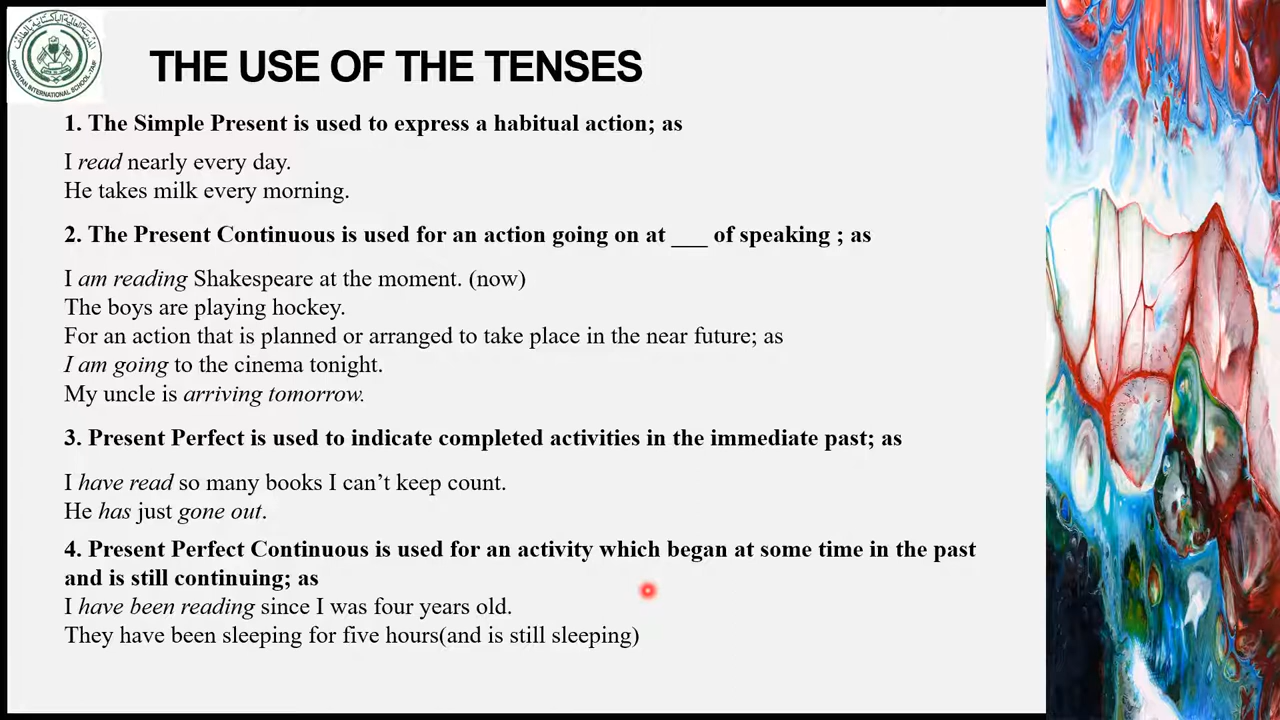 THE USE OF THE TENSES
1. The Simple Present is used to express a habitual action; as
I read nearly every day.
He takes milk every morning.
2. The Present Continuous is used for an action going on at ___ of speaking ; as
I am reading Shakespeare at the moment. (now)
The boys are playing hockey.
For an action that is planned or arranged to take place in the near future; as
I am going to the cinema tonight.
My uncle is arriving tomorrow.
3. Present Perfect is used to indicate completed activities in the immediate past; as
I have read so many books I can’t keep count.
He has just gone out.
4. Present Perfect Continuous is used for an activity which began at some time in the past
and is still continuing; as
I have been reading since I was four years old.
They have been sleeping for five hours(and is still sleeping)
PAKISTAN INTERNATIONAL SCHOOL-TAIF